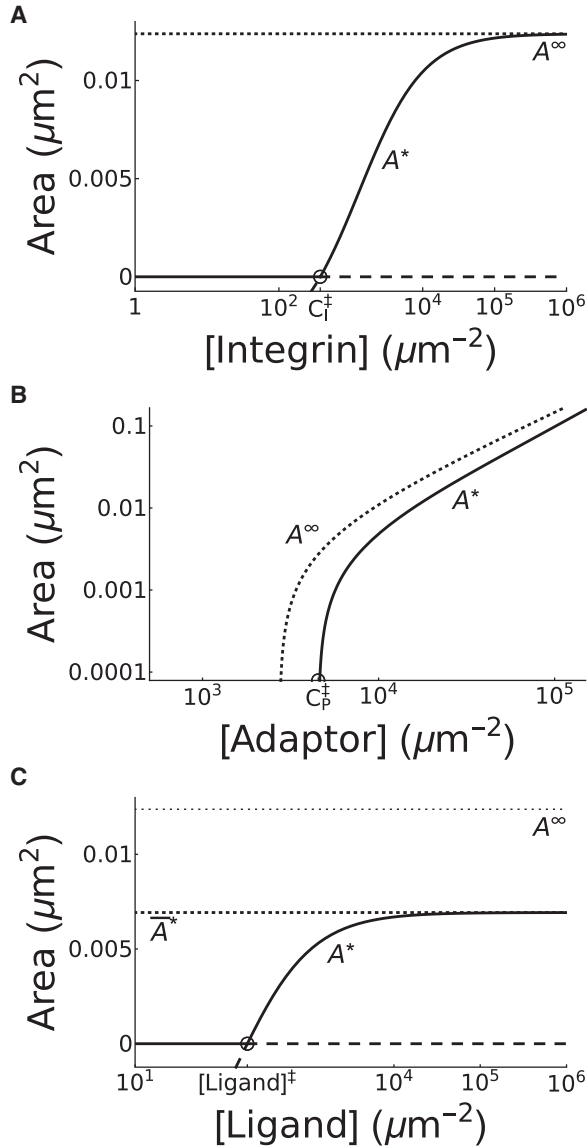 A
Area (μm²)
0.01
0.005
0
A^∞
A*
1
10²
C_I^‡
10⁴
10⁵
10⁶
[Integrin] (μm⁻²)
B
Area (μm²)
0.1
0.01
0.001
0.0001
A^∞
A*
10³
C_P^‡
10⁴
10⁵
[Adaptor] (μm⁻²)
C
Area (μm²)
0.01
0.005
0
A^∞
A̅*
A*
10¹
[Ligand]^‡
10⁴
10⁵
10⁶
[Ligand] (μm⁻²)